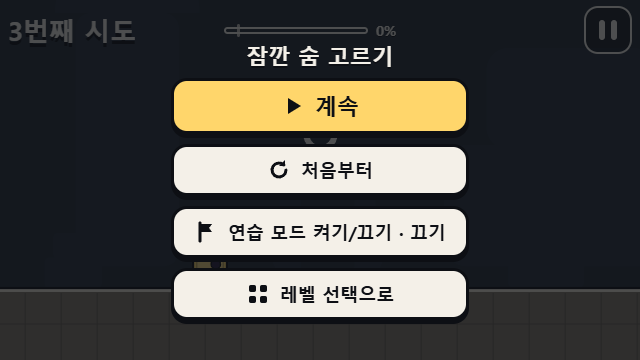 3번째 시도
0%
잠깐 숨 고르기
계속
처음부터
연습 모드 켜기/끄기 · 끄기
레벨 선택으로